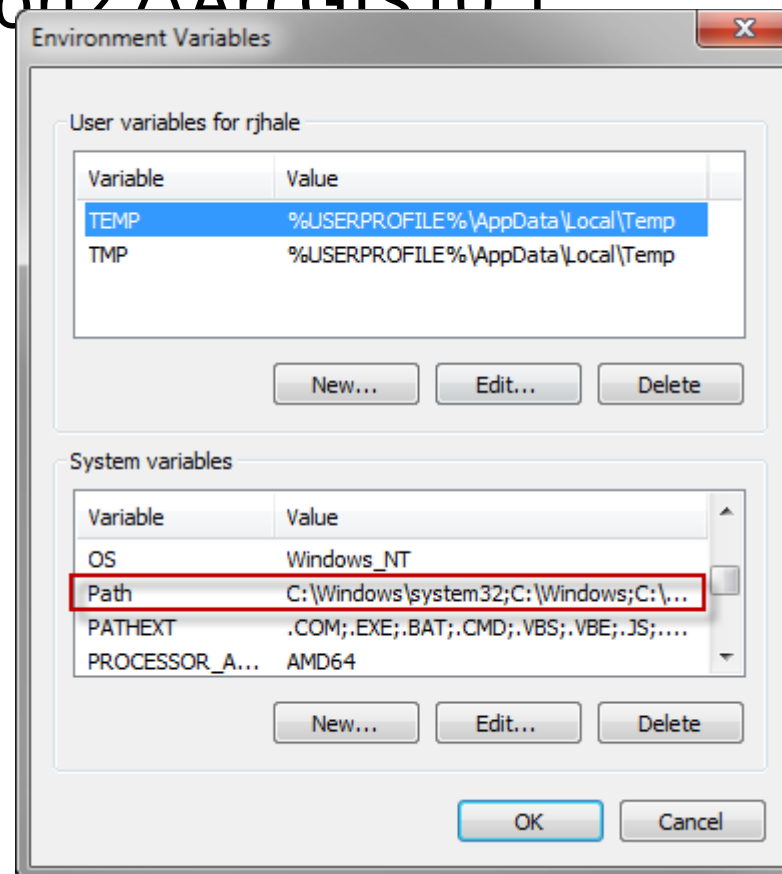 Environment Variables
User variables for rjhale
Variable Value
TEMP %USERPROFILE%\AppData\Local\Temp
TMP %USERPROFILE%\AppData\Local\Temp
New... Edit... Delete
System variables
Variable Value
OS Windows_NT
Path C:\Windows\system32;C:\Windows;C:\...
PATHEXT .COM;.EXE;.BAT;.CMD;.VBS;.VBE;.JS;....
PROCESSOR_A... AMD64
New... Edit... Delete
OK Cancel